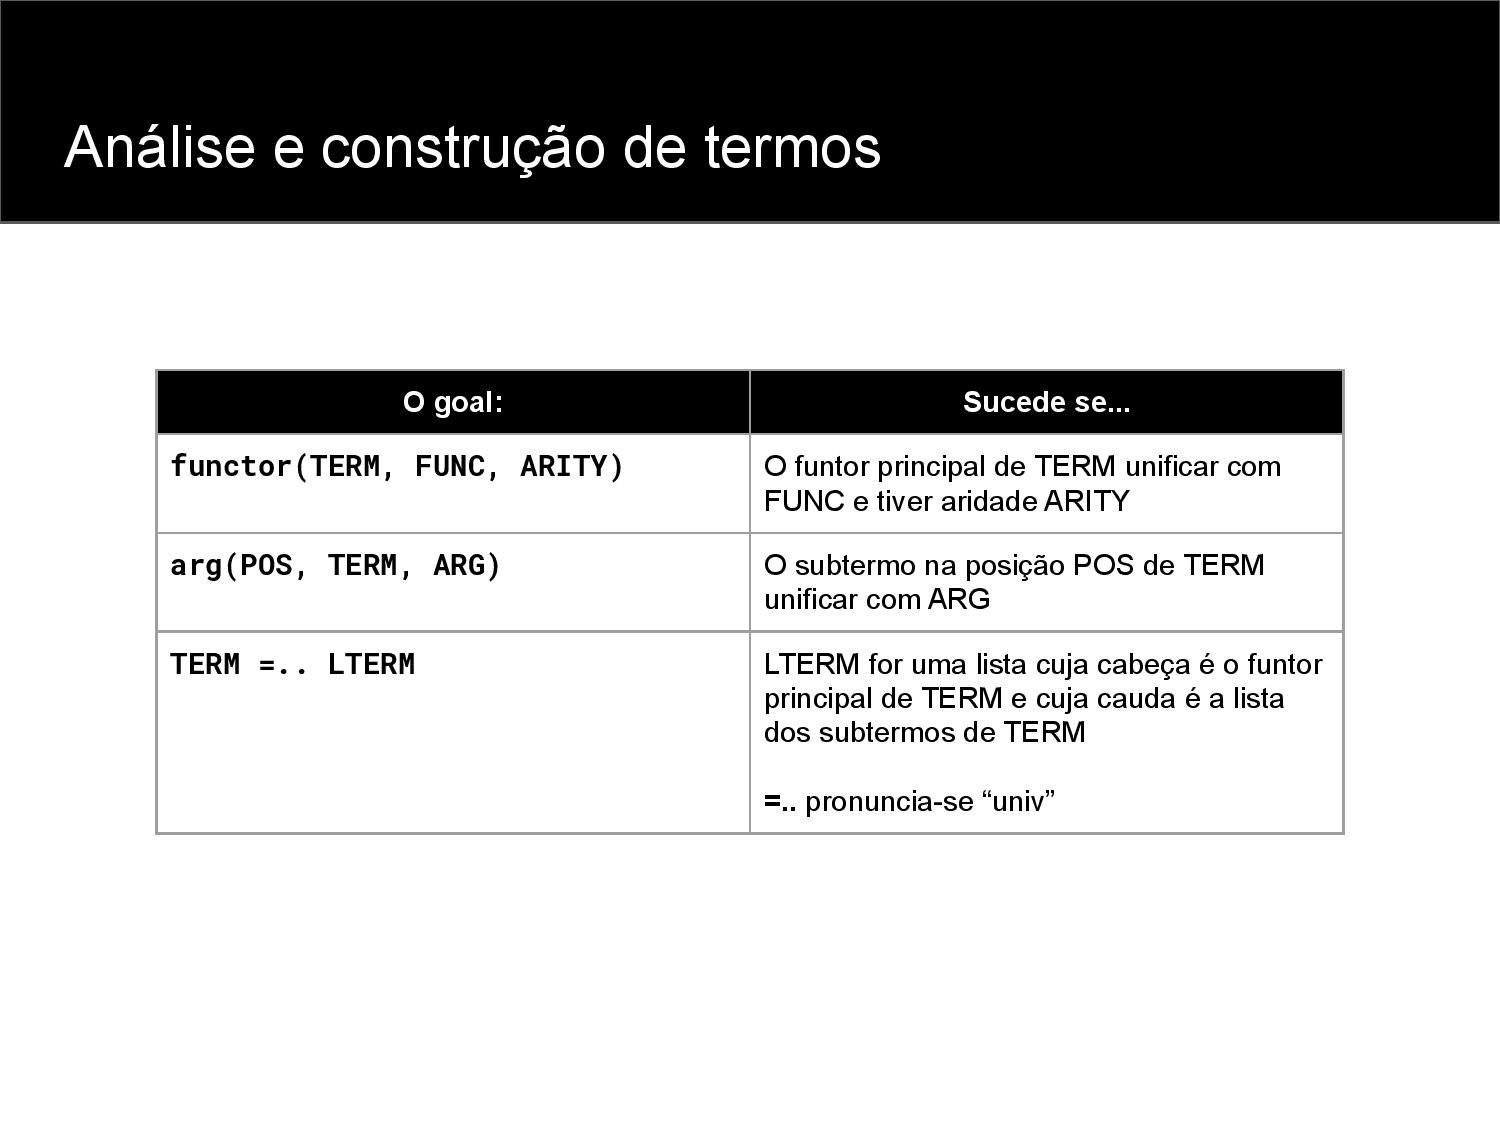 Análise e construção de termos
O goal:
Sucede se...
functor(TERM, FUNC, ARITY)
O funtor principal de TERM unificar com
FUNC e tiver aridade ARITY
arg(POS, TERM, ARG)
O subtermo na posição POS de TERM
unificar com ARG
TERM =.. LTERM
LTERM for uma lista cuja cabeça é o funtor
principal de TERM e cuja cauda é a lista
dos subtermos de TERM
=.. pronuncia-se “univ”